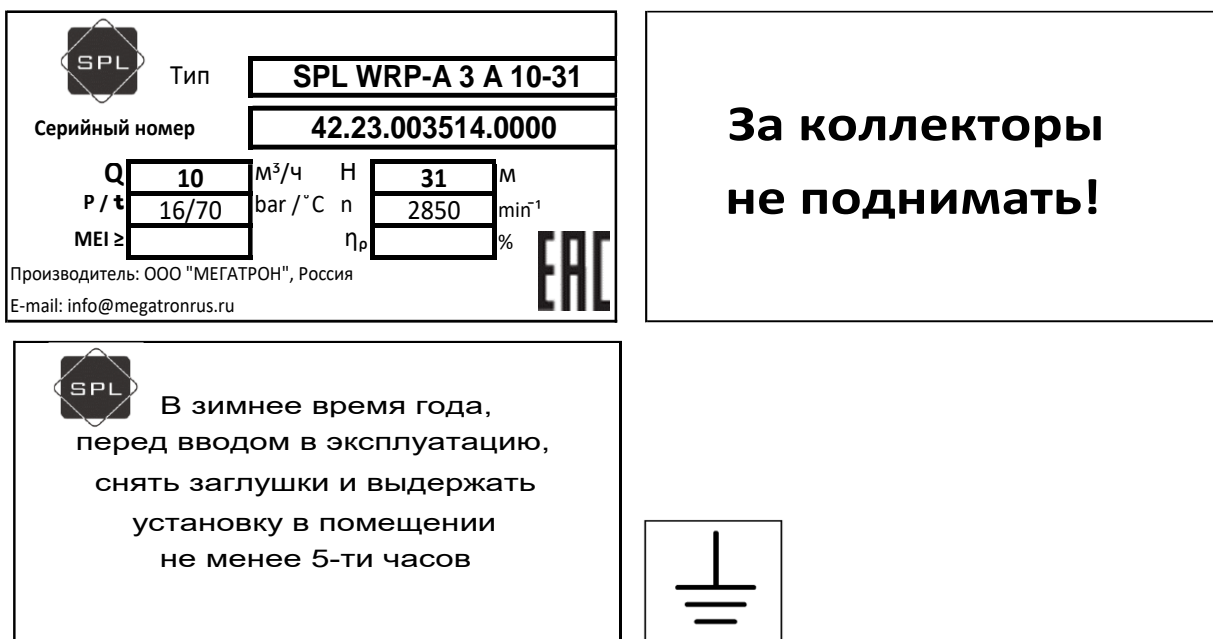 SPL
Тип SPL WRP-A 3 A 10-31
Серийный номер 42.23.003514.0000
Q 10 м³/ч H 31 м
P / t 16/70 bar /˚C n 2850 min⁻¹
MEI ≥ ηₚ %
Производитель: ООО "МЕГАТРОН", Россия
E-mail: info@megatronrus.ru
EAC
За коллекторы
не поднимать!
SPL
В зимнее время года,
перед вводом в эксплуатацию,
снять заглушки и выдержать
установку в помещении
не менее 5-ти часов